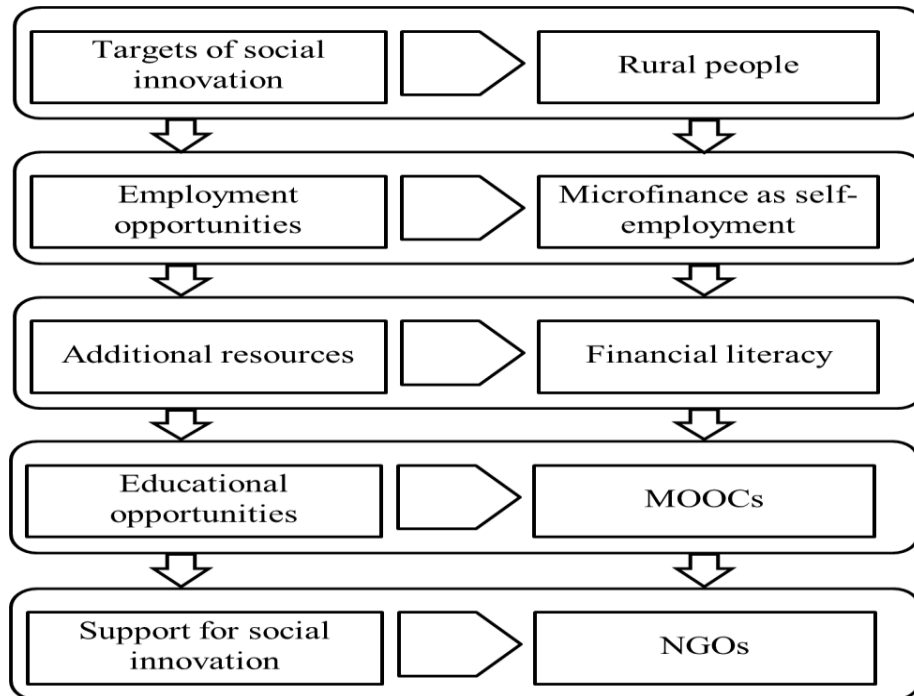 Targets of social
innovation
Rural people
Employment
opportunities
Microfinance as self-
employment
Additional resources
Financial literacy
Educational
opportunities
MOOCs
Support for social
innovation
NGOs